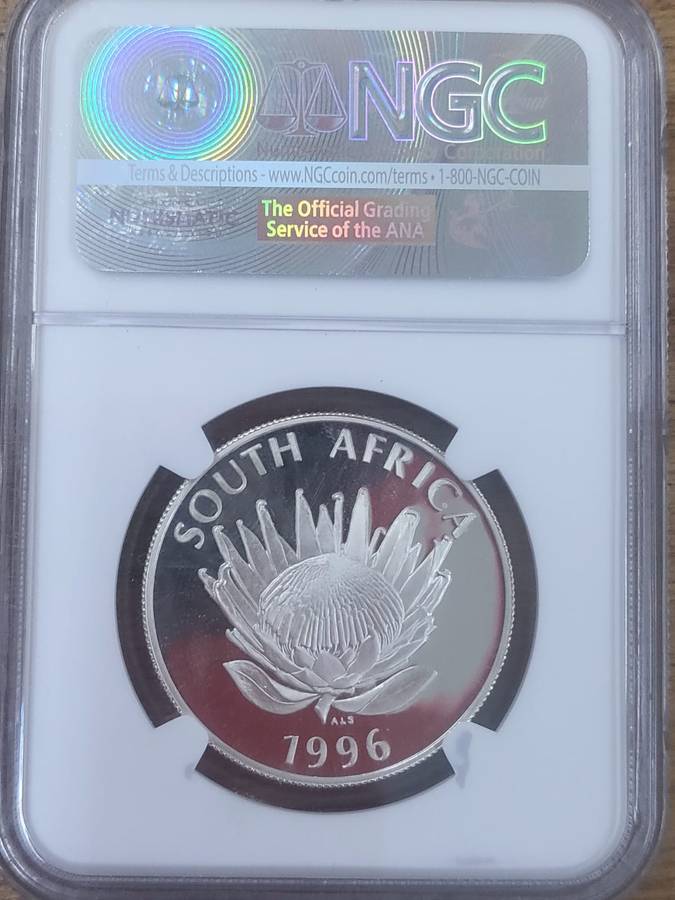 NGC
Terms & Descriptions - www.NGCcoin.com/terms • 1-800-NGC-COIN
NUMISMATIC
The Official Grading
Service of the ANA
SOUTH AFRICA
ALS
1996